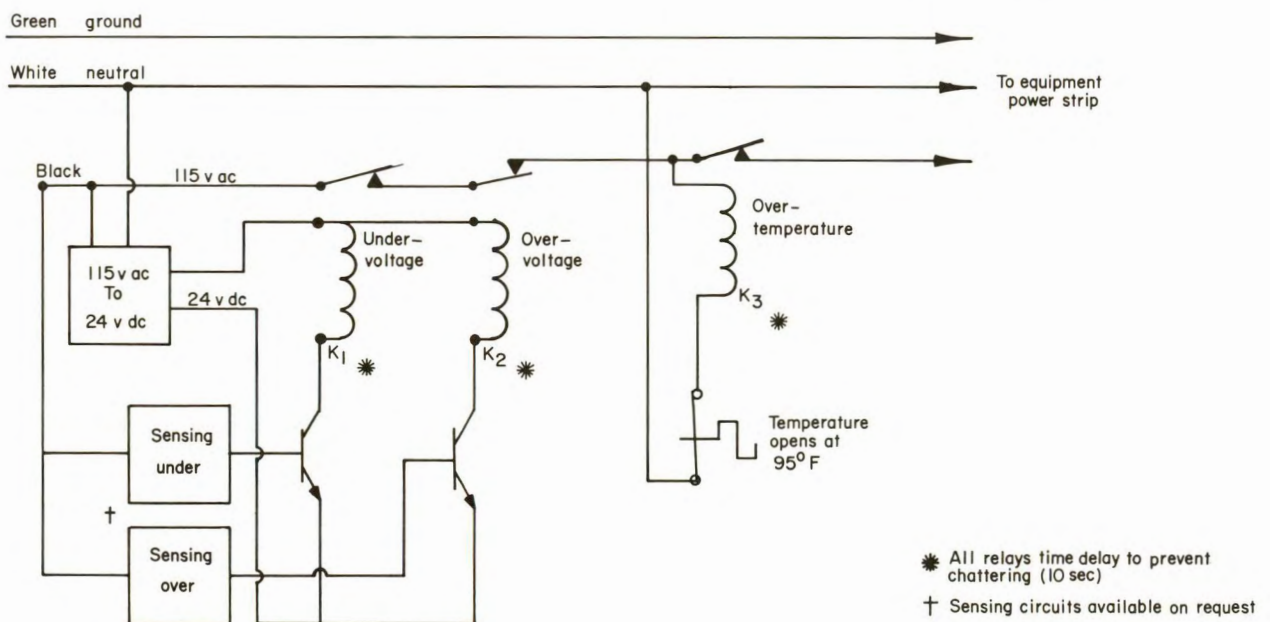 Green ground
White neutral
To equipment
power strip
Black
115 v ac
Under-
voltage
Over-
voltage
Over-
temperature
115 v ac
To
24 v dc
24 v dc
K1
*
K2
*
K3
*
Sensing
under
†
Sensing
over
Temperature
opens at
95° F
* All relays time delay to prevent
chattering (10 sec)
† Sensing circuits available on request